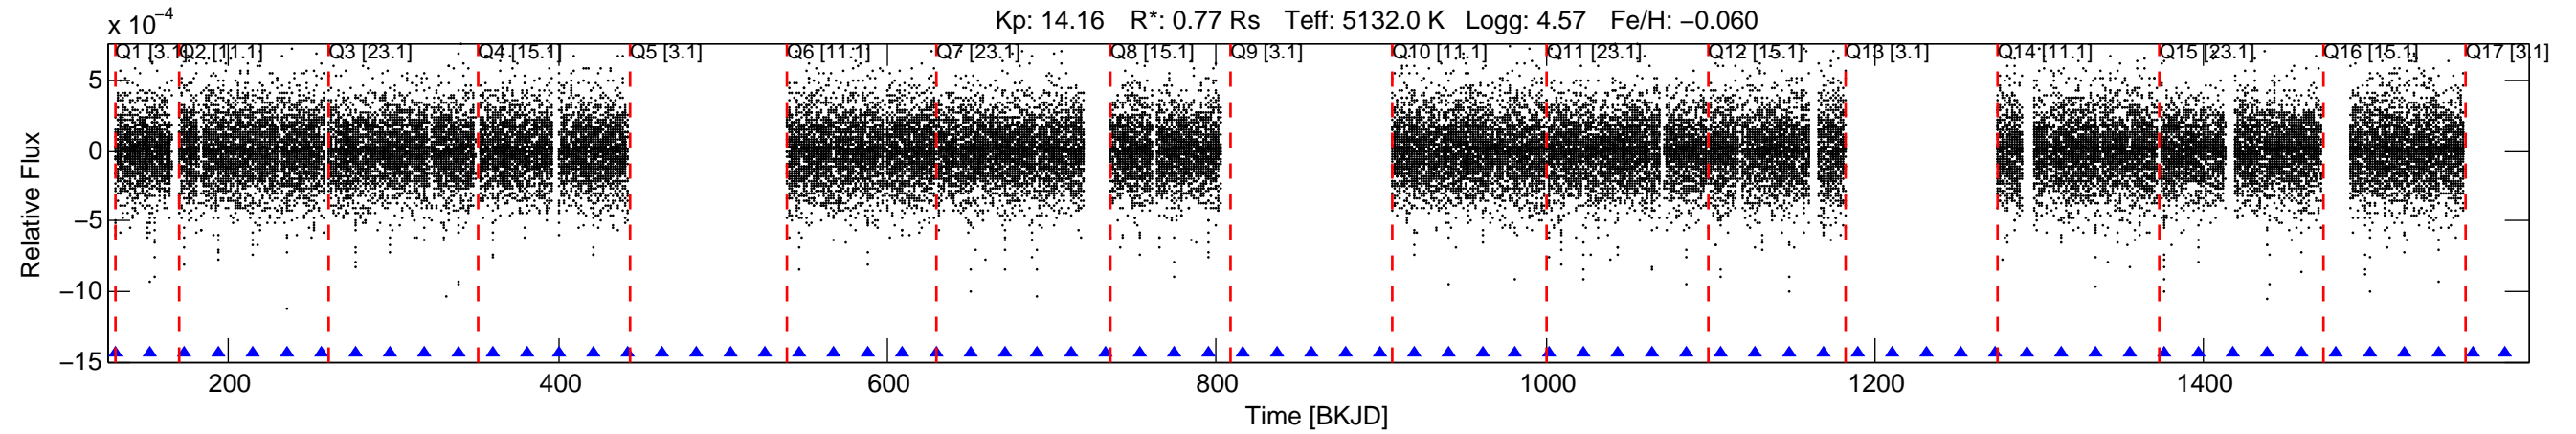 x 10⁻⁴
Kp: 14.16 R*: 0.77 Rs Teff: 5132.0 K Logg: 4.57 Fe/H: −0.060
Q1 [3.1] Q2 [11.1] Q3 [23.1] Q4 [15.1] Q5 [3.1] Q6 [11.1] Q7 [23.1] Q8 [15.1] Q9 [3.1] Q10 [11.1] Q11 [23.1] Q12 [15.1] Q13 [3.1] Q14 [11.1] Q15 [23.1] Q16 [15.1] Q17 [3.1]
5
0
−5
−10
−15
Relative Flux
200 400 600 800 1000 1200 1400
Time [BKJD]